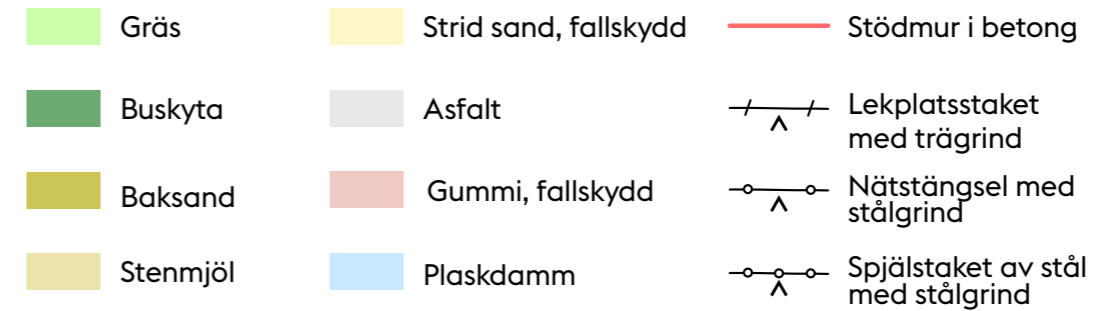 Gräs
Buskyta
Baksand
Stenmjöl
Strid sand, fallskydd
Asfalt
Gummi, fallskydd
Plaskdamm
Stödmur i betong
Lekplatsstaket
med trägrind
Nätstängsel med
stålgrind
Spjälstaket av stål
med stålgrind